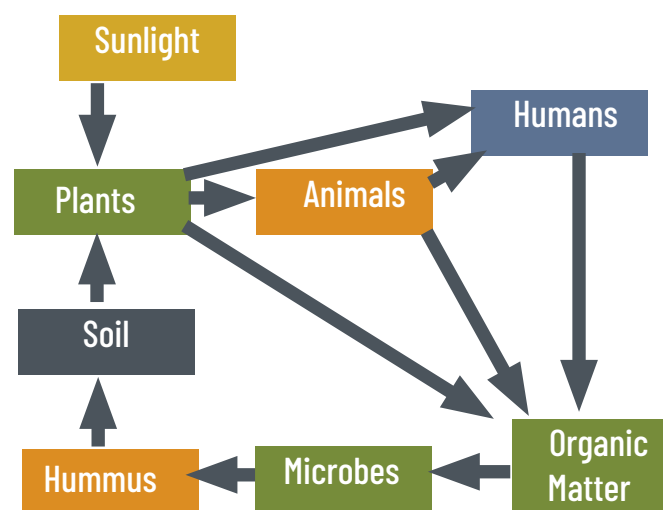 Sunlight
Humans
Plants
Animals
Soil
Hummus
Microbes
Organic
Matter